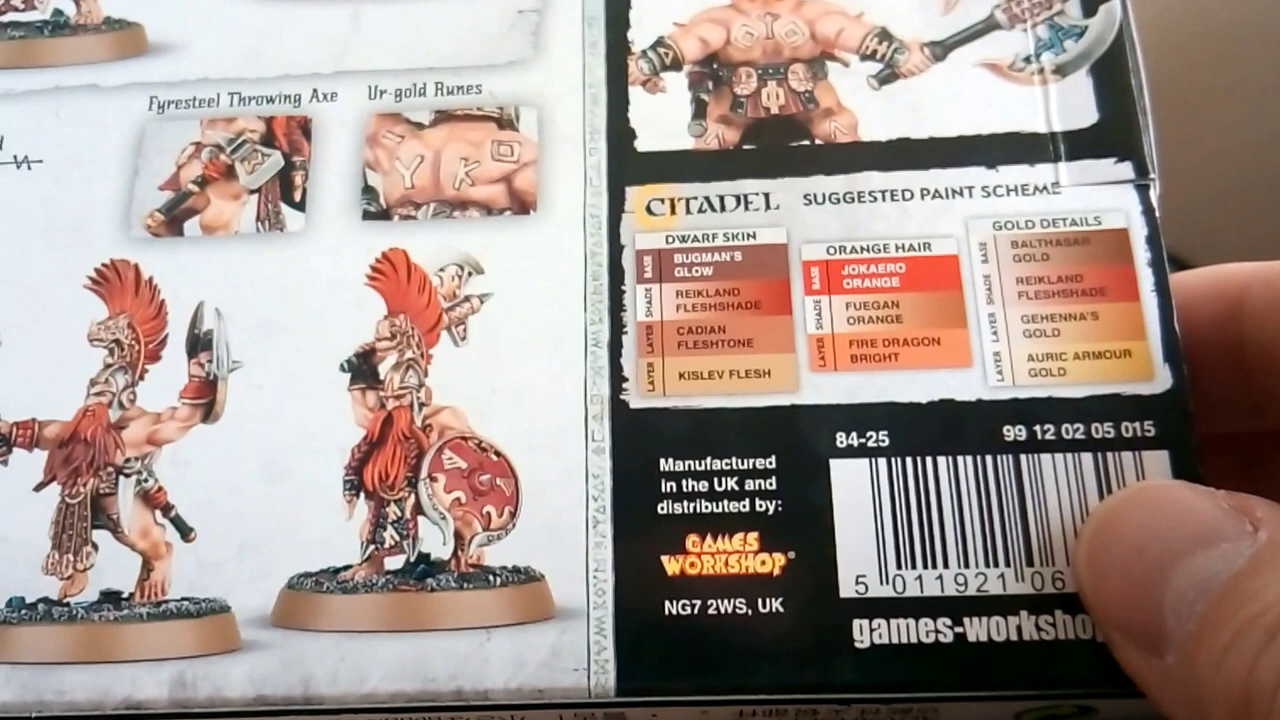 Fyresteel Throwing Axe
Ur-gold Runes
Y K
CITADEL SUGGESTED PAINT SCHEME
DWARF SKIN
BASE
BUGMAN'S
GLOW
SHADE
REIKLAND
FLESHSHADE
LAYER
CADIAN
FLESHTONE
LAYER
KISLEV FLESH
ORANGE HAIR
BASE
JOKAERO
ORANGE
SHADE
FUEGAN
ORANGE
LAYER
FIRE DRAGON
BRIGHT
GOLD DETAILS
BASE
BALTHASAR
GOLD
SHADE
REIKLAND
FLESHSHADE
LAYER
GEHENNA'S
GOLD
LAYER
AURIC ARMOUR
GOLD
Manufactured
in the UK and
distributed by:
GAMES
WORKSHOP®
NG7 2WS, UK
84-25 99 12 02 05 015
5 011921 06
games-worksho